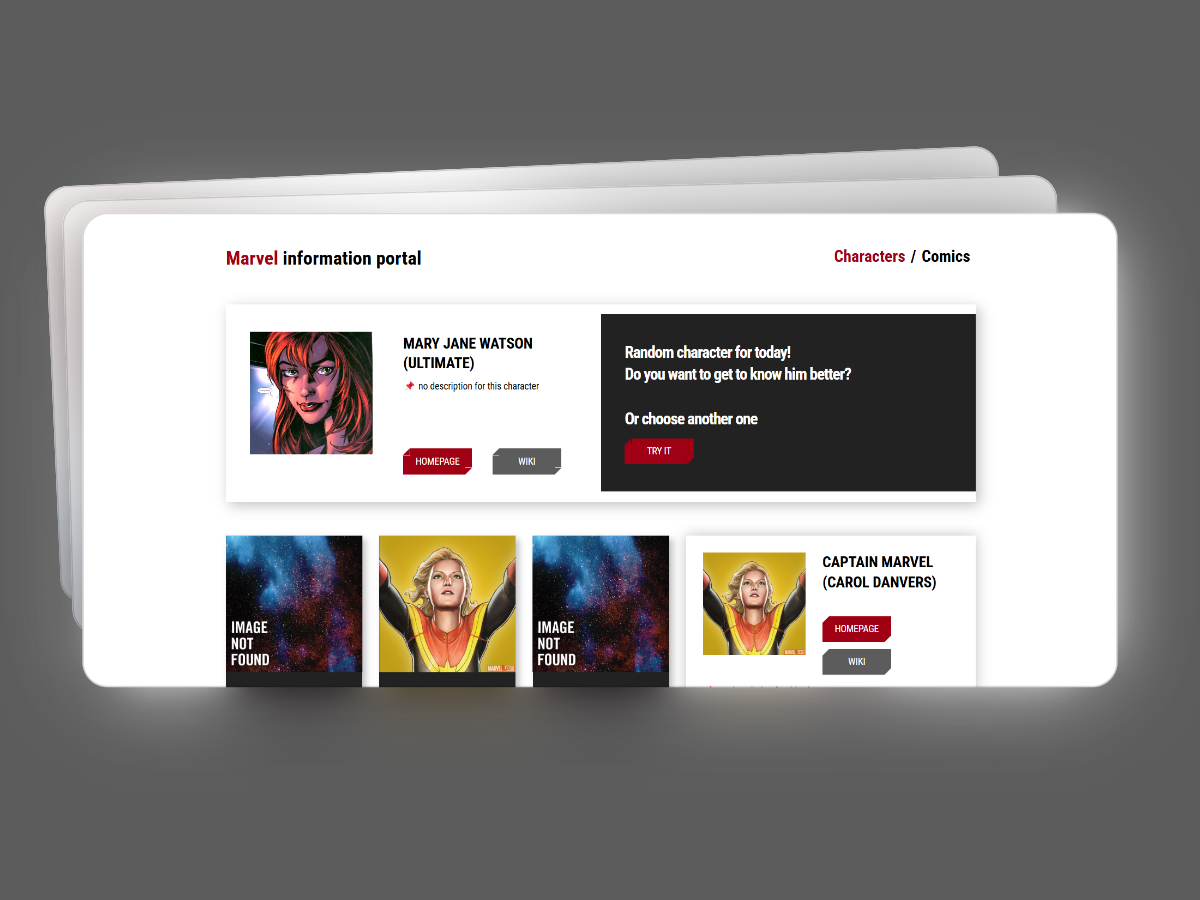 Marvel information portal
Characters / Comics
MARY JANE WATSON
(ULTIMATE)
no description for this character
HOMEPAGE
WIKI
Random character for today!
Do you want to get to know him better?
Or choose another one
TRY IT
IMAGE
NOT
FOUND
IMAGE
NOT
FOUND
CAPTAIN MARVEL
(CAROL DANVERS)
HOMEPAGE
WIKI